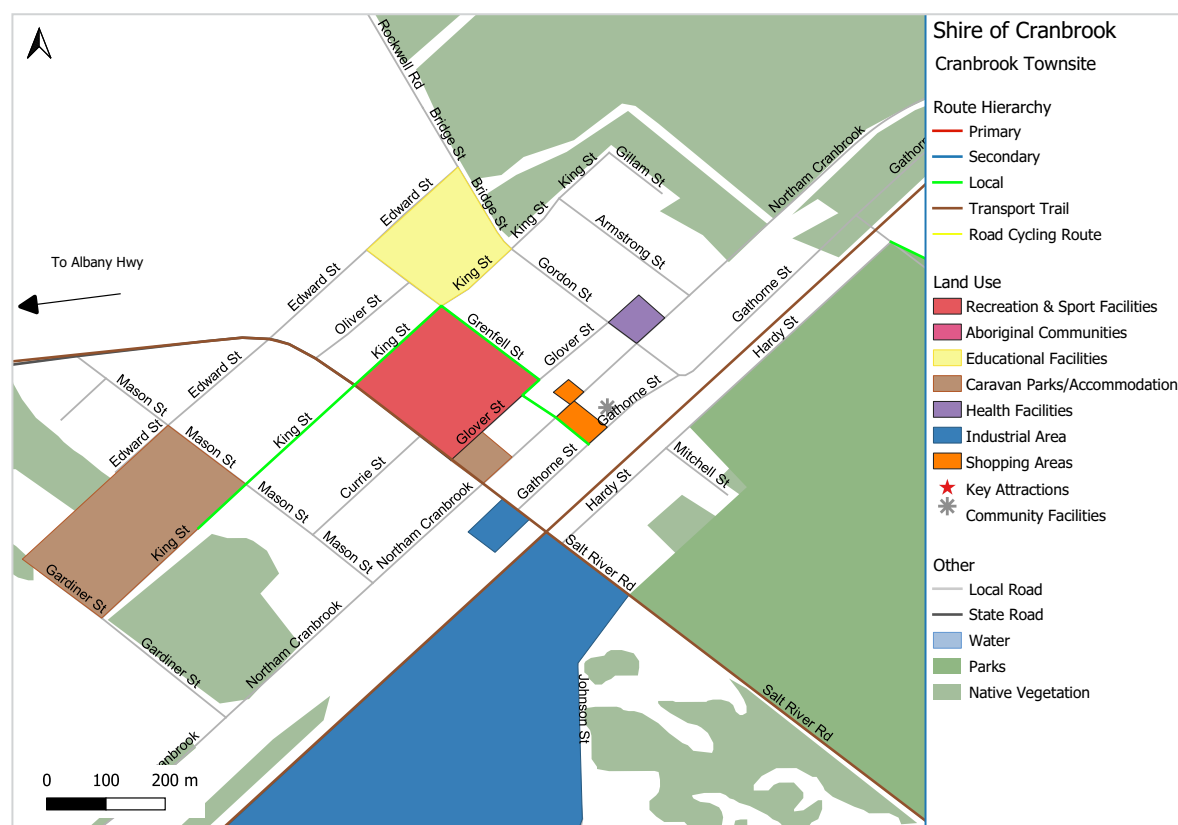 Shire of Cranbrook
Cranbrook Townsite
Route Hierarchy
Primary
Secondary
Local
Transport Trail
Road Cycling Route
Land Use
Recreation & Sport Facilities
Aboriginal Communities
Educational Facilities
Caravan Parks/Accommodation
Health Facilities
Industrial Area
Shopping Areas
Key Attractions
Community Facilities
Other
Local Road
State Road
Water
Parks
Native Vegetation
Rockwell Rd
Bridge St
Bridge St
King St
Gillam St
Northam Cranbrook
Gathorn
Edward St
King St
Armstrong St
To Albany Hwy
Edward St
King St
Gordon St
Gathorne St
Oliver St
King St
Grenfell St
Glover St
Hardy St
Edward St
Mason St
Gathorne St
King St
Glover St
Edward St
Mason St
Currie St
Gathorne St
Mitchell St
Hardy St
Mason St
Northam Cranbrook
King St
Mason St
Salt River Rd
Gardiner St
Northam Cranbrook
Gardiner St
Johnson St
Salt River Rd
anbrook
0 100 200 m